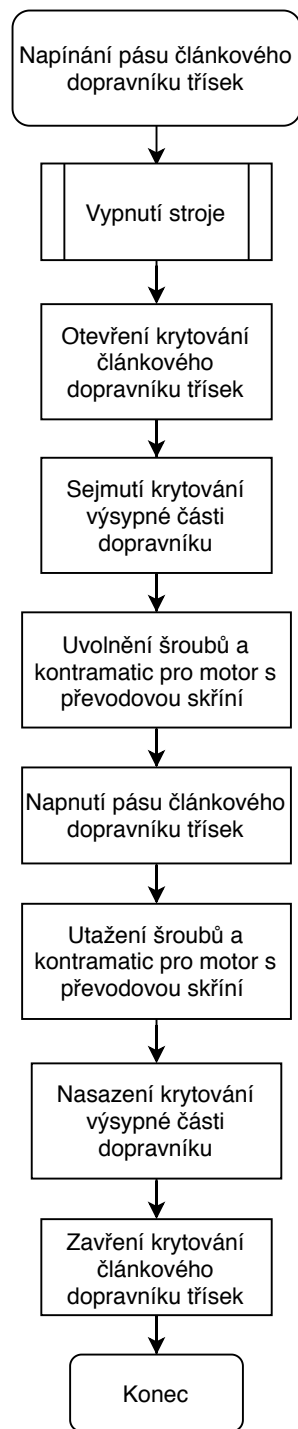 Napínání pásu článkového
dopravníku třísek
Vypnutí stroje
Otevření krytování
článkového
dopravníku třísek
Sejmutí krytování
výsypné části
dopravníku
Uvolnění šroubů a
kontramatic pro motor s
převodovou skříní
Napnutí pásu článkového
dopravníku třísek
Utažení šroubů a
kontramatic pro motor s
převodovou skříní
Nasazení krytování
výsypné části
dopravníku
Zavření krytování
článkového
dopravníku třísek
Konec